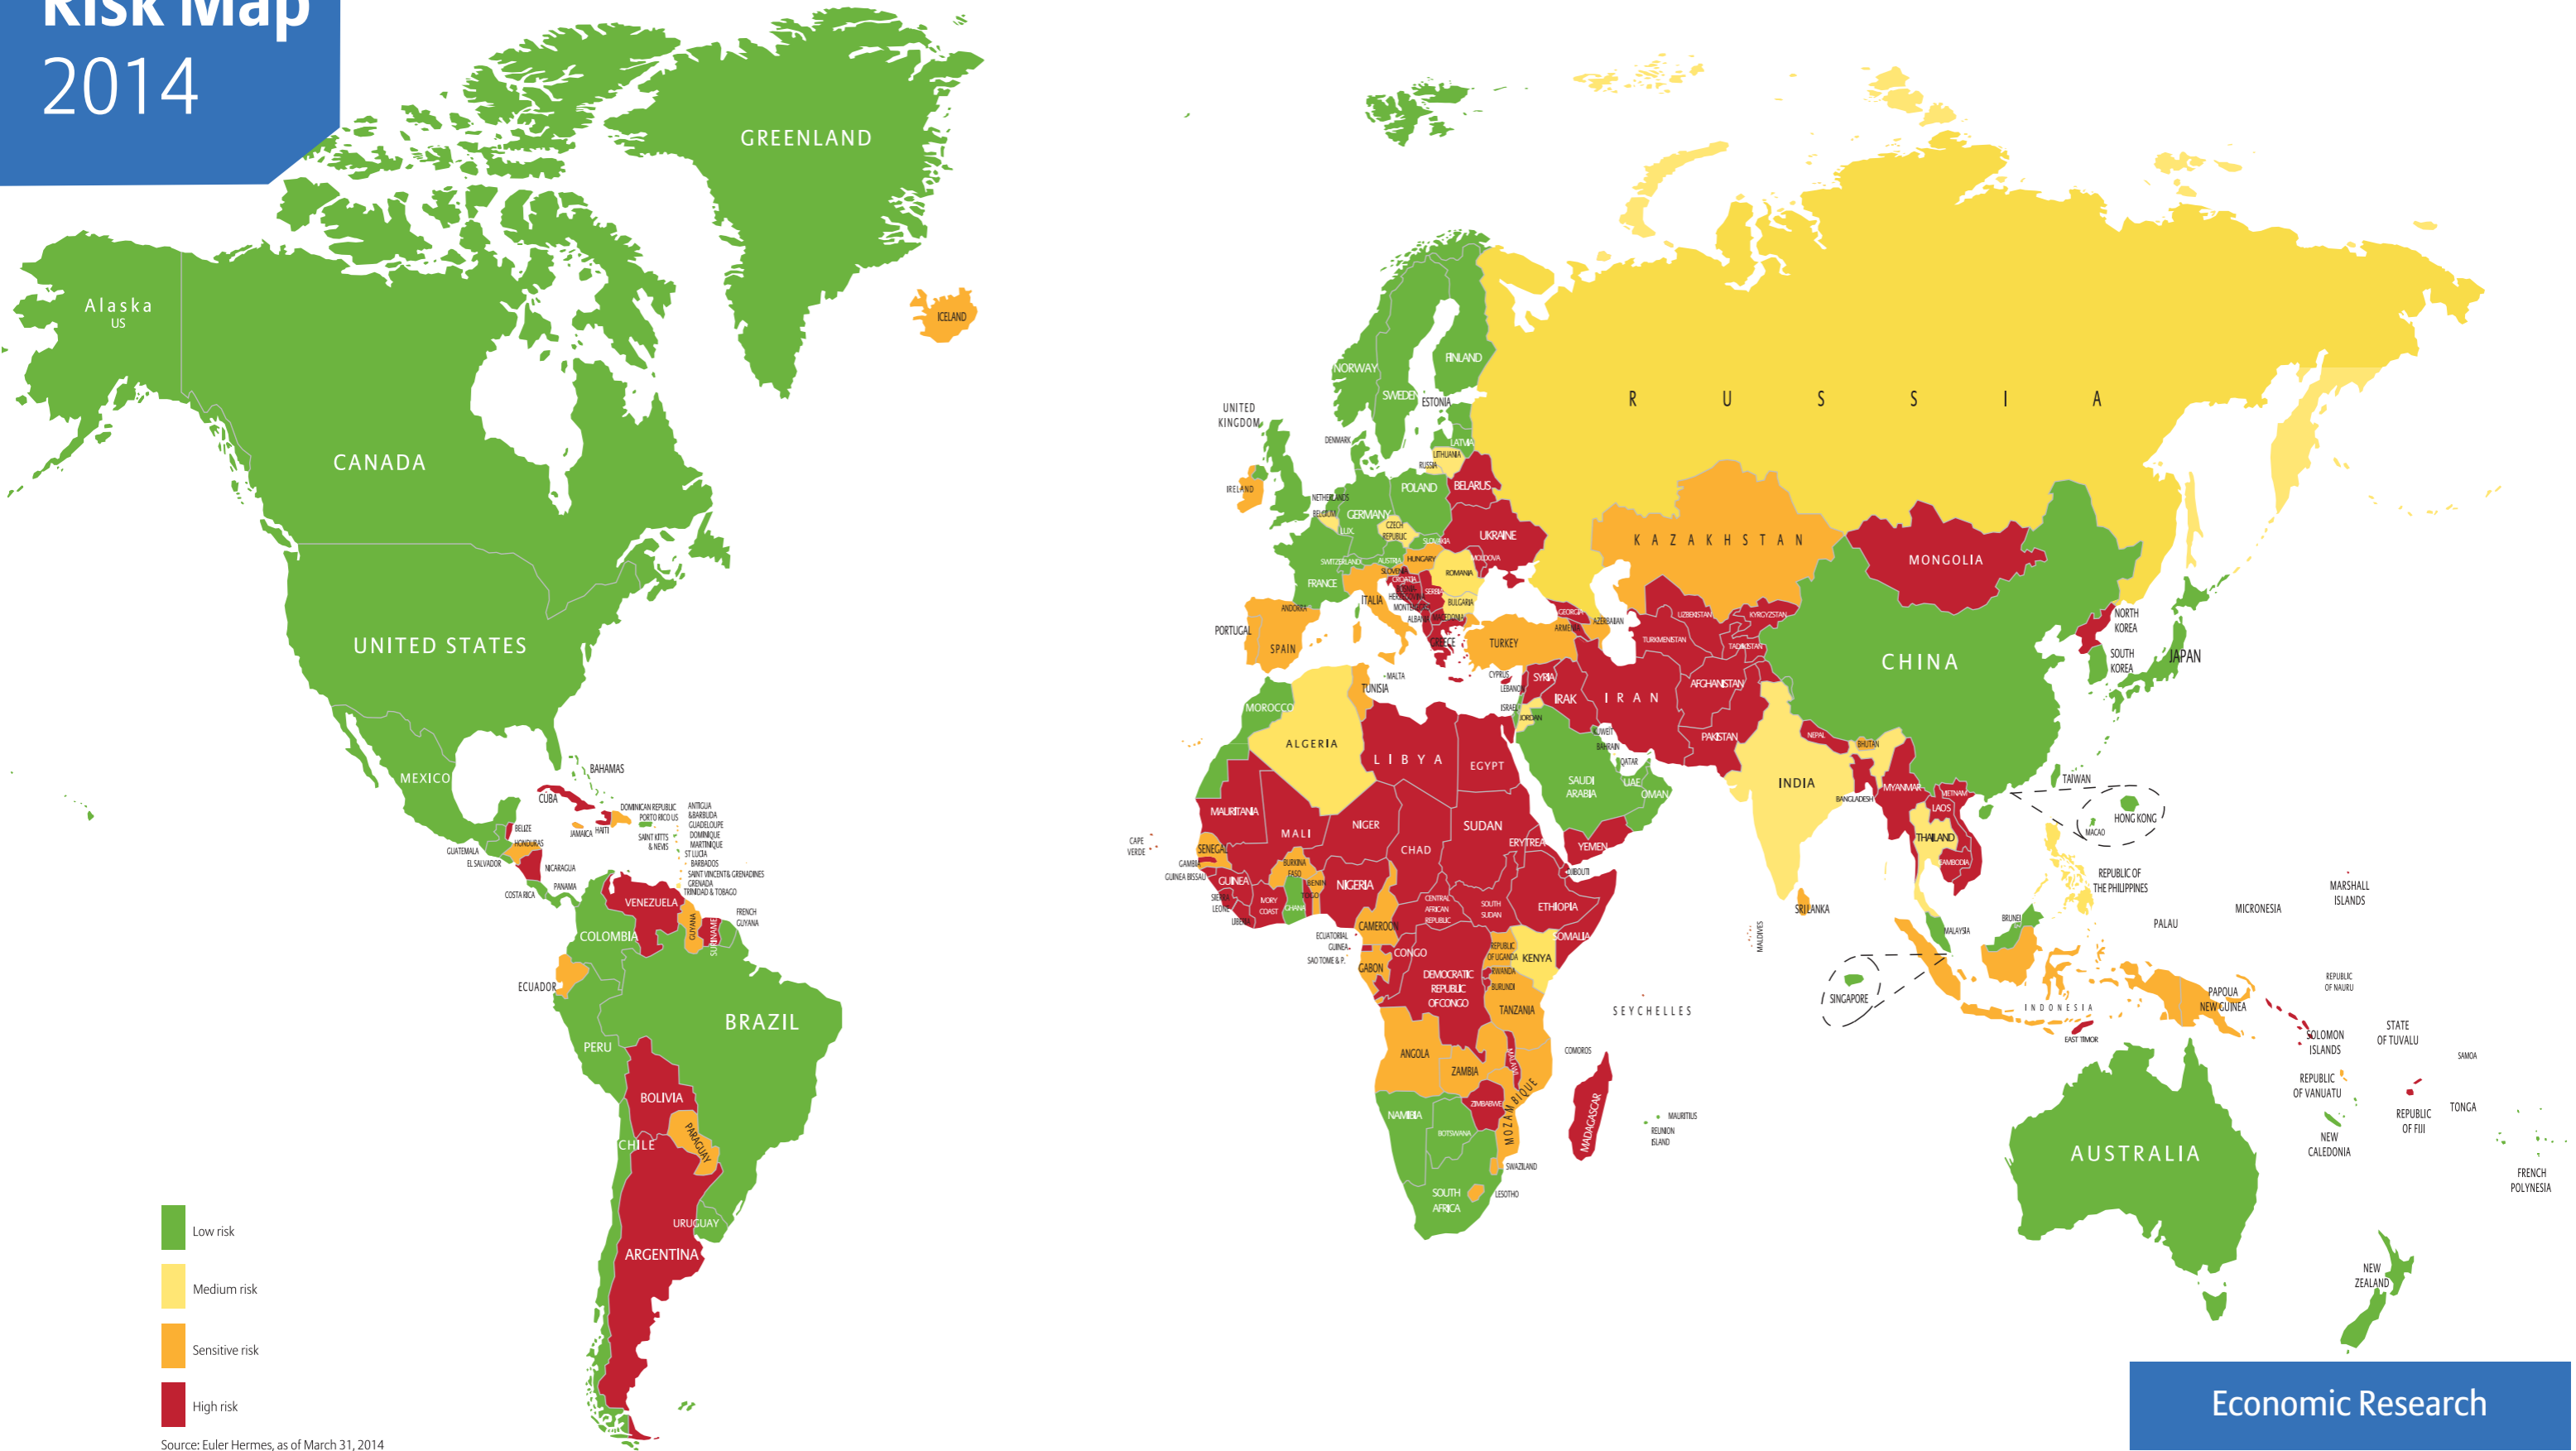 Risk Map
2014
GREENLAND
ICELAND
Alaska
US
CANADA
UNITED STATES
MEXICO
BAHAMAS
CUBA
DOMINICAN REPUBLIC
PORTO RICO US
ANTIGUA
&BARBUDA
GUADELOUPE
DOMINIQUE
MARTINIQUE
ST LUCIA
BARBADOS
SAINT VINCENT& GRENADINES
GRENADA
TRINIDAD & TOBAGO
SAINT KITTS
& NEVIS
JAMAICA
HAITI
BELIZE
HONDURAS
GUATEMALA
EL SALVADOR
NICARAGUA
COSTA RICA
PANAMA
VENEZUELA
GUYANA
SURINAME
FRENCH
GUYANA
COLOMBIA
ECUADOR
BRAZIL
PERU
BOLIVIA
PARAGUAY
CHILE
URUGUAY
ARGENTINA
NORWAY
SWEDEN
FINLAND
ESTONIA
LATVIA
LITHUANIA
RUSSIA
UNITED
KINGDOM
IRELAND
DENMARK
NETHERLANDS
BELGIUM
LUX.
GERMANY
POLAND
BELARUS
CZECH
REPUBLIC
SLOVAKIA
UKRAINE
MOLDOVA
SWITZERLAND
AUSTRIA
HUNGARY
SLOVENIA
CROATIA
ROMANIA
FRANCE
SERBIA
BULGARIA
ANDORRA
ITALIA
PORTUGAL
SPAIN
GREECE
TURKEY
MALTA
CYPRUS
RUSSIA
KAZAKHSTAN
MONGOLIA
GEORGIA
ARMENIA
AZERBAIJAN
UZBEKISTAN
KYRGYZSTAN
TURKMENISTAN
TADJIKISTAN
CHINA
NORTH
KOREA
SOUTH
KOREA
JAPAN
SYRIA
LEBANON
ISRAEL
JORDAN
IRAK
IRAN
AFGHANISTAN
PAKISTAN
KUWEIT
BAHRAIN
QATAR
UAE
OMAN
SAUDI
ARABIA
YEMEN
NEPAL
BHUTAN
INDIA
BANGLADESH
MYANMAR
VIETNAM
LAOS
THAILAND
CAMBODIA
TAIWAN
HONG KONG
MACAO
SRI LANKA
MALDIVES
REPUBLIC OF
THE PHILIPPINES
BRUNEI
MALAYSIA
SINGAPORE
INDONESIA
EAST TIMOR
PAPOUA
NEW GUINEA
PALAU
MICRONESIA
MARSHALL
ISLANDS
REPUBLIC
OF NAURU
SOLOMON
ISLANDS
STATE
OF TUVALU
SAMOA
REPUBLIC
OF VANUATU
REPUBLIC
OF FIJI
TONGA
NEW
CALEDONIA
FRENCH
POLYNESIA
AUSTRALIA
NEW
ZEALAND
MOROCCO
ALGERIA
TUNISIA
LIBYA
EGYPT
MAURITANIA
MALI
NIGER
CHAD
SUDAN
ERYTREA
DJIBOUTI
CAPE
VERDE
SENEGAL
GAMBIA
GUINEA BISSAU
GUINEA
SIERRA
LEONE
LIBERIA
IVORY
COAST
BURKINA
FASO
GHANA
TOGO
BENIN
NIGERIA
CAMEROON
CENTRAL
AFRICAN
REPUBLIC
SOUTH
SUDAN
ETHIOPIA
SOMALIA
EQUATORIAL
GUINEA
SAO TOME & P.
GABON
CONGO
DEMOCRATIC
REPUBLIC
OF CONGO
REPUBLIC
OF UGANDA
KENYA
RWANDA
BURUNDI
TANZANIA
SEYCHELLES
COMOROS
ANGOLA
ZAMBIA
MALAWI
MOZAMBIQUE
ZIMBABWE
MADAGASCAR
MAURITIUS
REUNION
ISLAND
NAMIBIA
BOTSWANA
SWAZILAND
LESOTHO
SOUTH
AFRICA
Low risk
Medium risk
Sensitive risk
High risk
Source: Euler Hermes, as of March 31, 2014
Economic Research